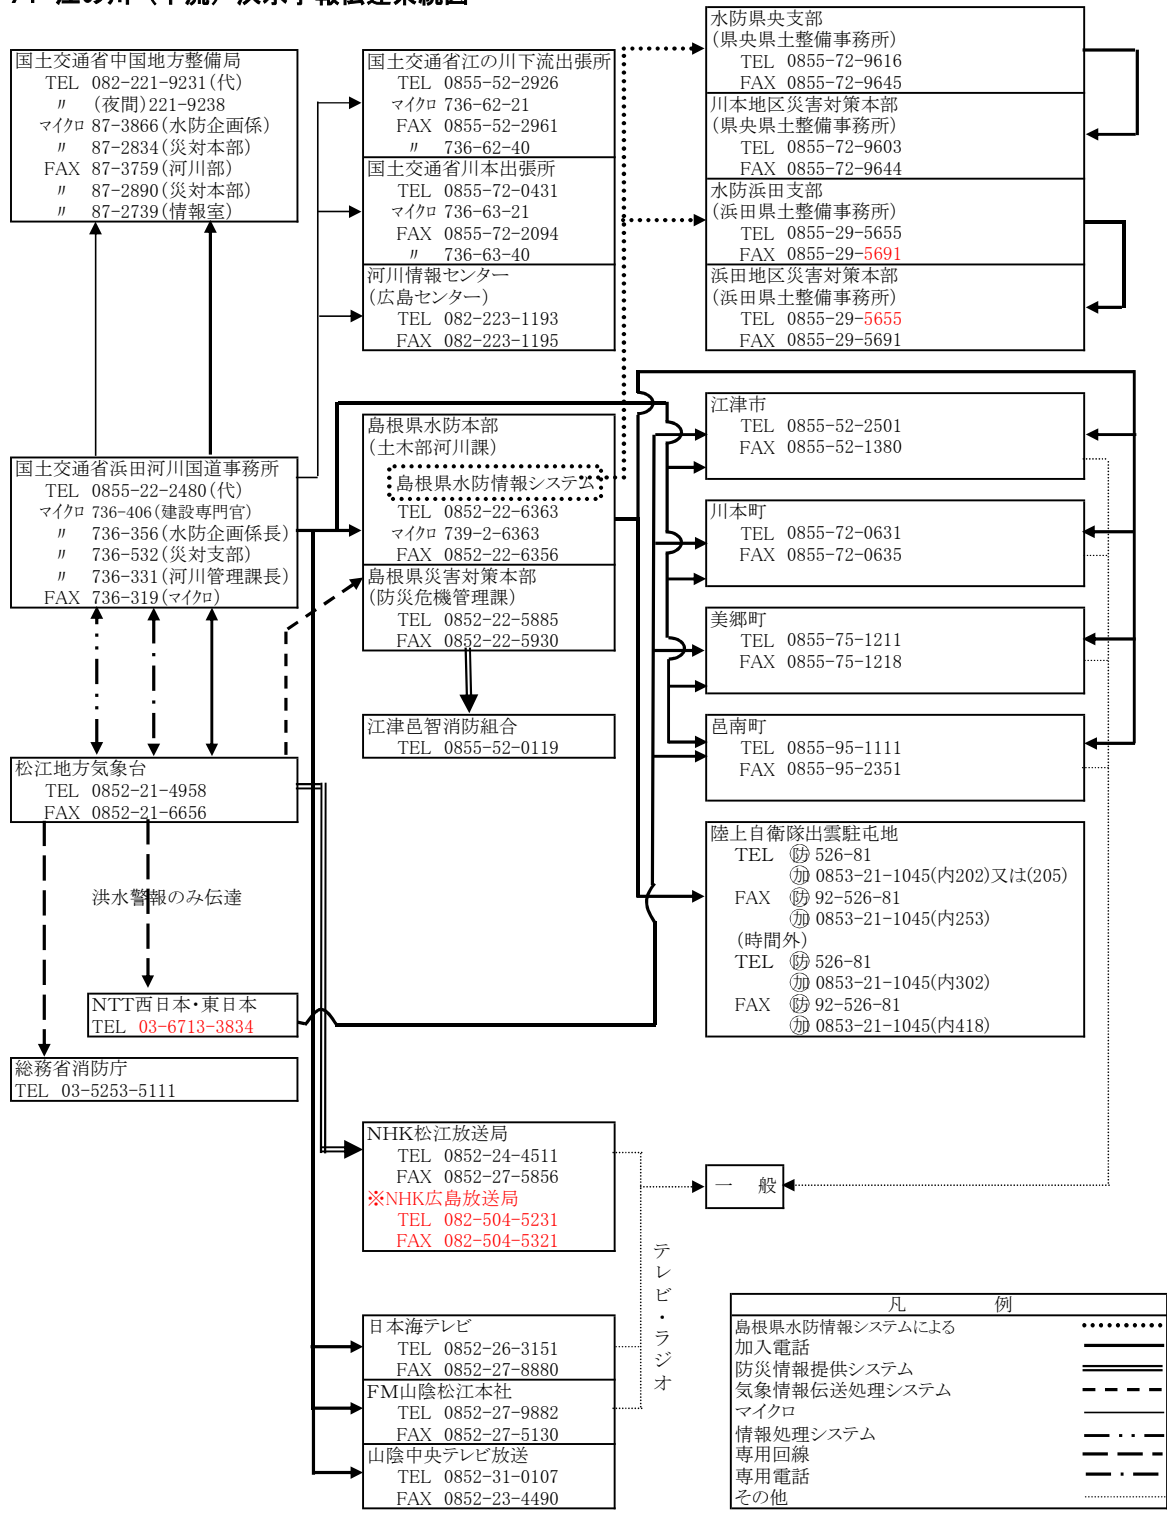 国土交通省中国地方整備局
TEL 082-221-9231(代)
〃 (夜間)221-9238
マイクロ 87-3866(水防企画係)
〃 87-2834(災対本部)
FAX 87-3759(河川部)
〃 87-2890(災対本部)
〃 87-2739(情報室)
国土交通省江の川下流出張所
TEL 0855-52-2926
マイクロ 736-62-21
FAX 0855-52-2961
〃 736-62-40
国土交通省川本出張所
TEL 0855-72-0431
マイクロ 736-63-21
FAX 0855-72-2094
〃 736-63-40
河川情報センター
(広島センター)
TEL 082-223-1193
FAX 082-223-1195
水防県央支部
(県央県土整備事務所)
TEL 0855-72-9616
FAX 0855-72-9645
川本地区災害対策本部
(県央県土整備事務所)
TEL 0855-72-9603
FAX 0855-72-9644
水防浜田支部
(浜田県土整備事務所)
TEL 0855-29-5655
FAX 0855-29-5691
浜田地区災害対策本部
(浜田県土整備事務所)
TEL 0855-29-5655
FAX 0855-29-5691
国土交通省浜田河川国道事務所
TEL 0855-22-2480(代)
マイクロ 736-406(建設専門官)
〃 736-356(水防企画係長)
〃 736-532(災対支部)
〃 736-331(河川管理課長)
FAX 736-319(マイクロ)
島根県水防本部
(土木部河川課)
島根県水防情報システム
TEL 0852-22-6363
マイクロ 739-2-6363
FAX 0852-22-6356
島根県災害対策本部
(防災危機管理課)
TEL 0852-22-5885
FAX 0852-22-5930
江津邑智消防組合
TEL 0855-52-0119
江津市
TEL 0855-52-2501
FAX 0855-52-1380
川本町
TEL 0855-72-0631
FAX 0855-72-0635
美郷町
TEL 0855-75-1211
FAX 0855-75-1218
邑南町
TEL 0855-95-1111
FAX 0855-95-2351
松江地方気象台
TEL 0852-21-4958
FAX 0852-21-6656
洪水警報のみ伝達
陸上自衛隊出雲駐屯地
TEL ㊥防 526-81
㊥加 0853-21-1045(内202)又は(205)
FAX ㊥防 92-526-81
㊥加 0853-21-1045(内253)
(時間外)
TEL ㊥防 526-81
㊥加 0853-21-1045(内302)
FAX ㊥防 92-526-81
㊥加 0853-21-1045(内418)
NTT西日本・東日本
TEL 03-6713-3834
総務省消防庁
TEL 03-5253-5111
NHK松江放送局
TEL 0852-24-4511
FAX 0852-27-5856
※NHK広島放送局
TEL 082-504-5231
FAX 082-504-5321
一 般
テレビ・ラジオ
日本海テレビ
TEL 0852-26-3151
FAX 0852-27-8880
FM山陰松江本社
TEL 0852-27-9882
FAX 0852-27-5130
山陰中央テレビ放送
TEL 0852-31-0107
FAX 0852-23-4490
凡 例
島根県水防情報システムによる
加入電話
防災情報提供システム
気象情報伝送処理システム
マイクロ
情報処理システム
専用回線
専用電話
その他